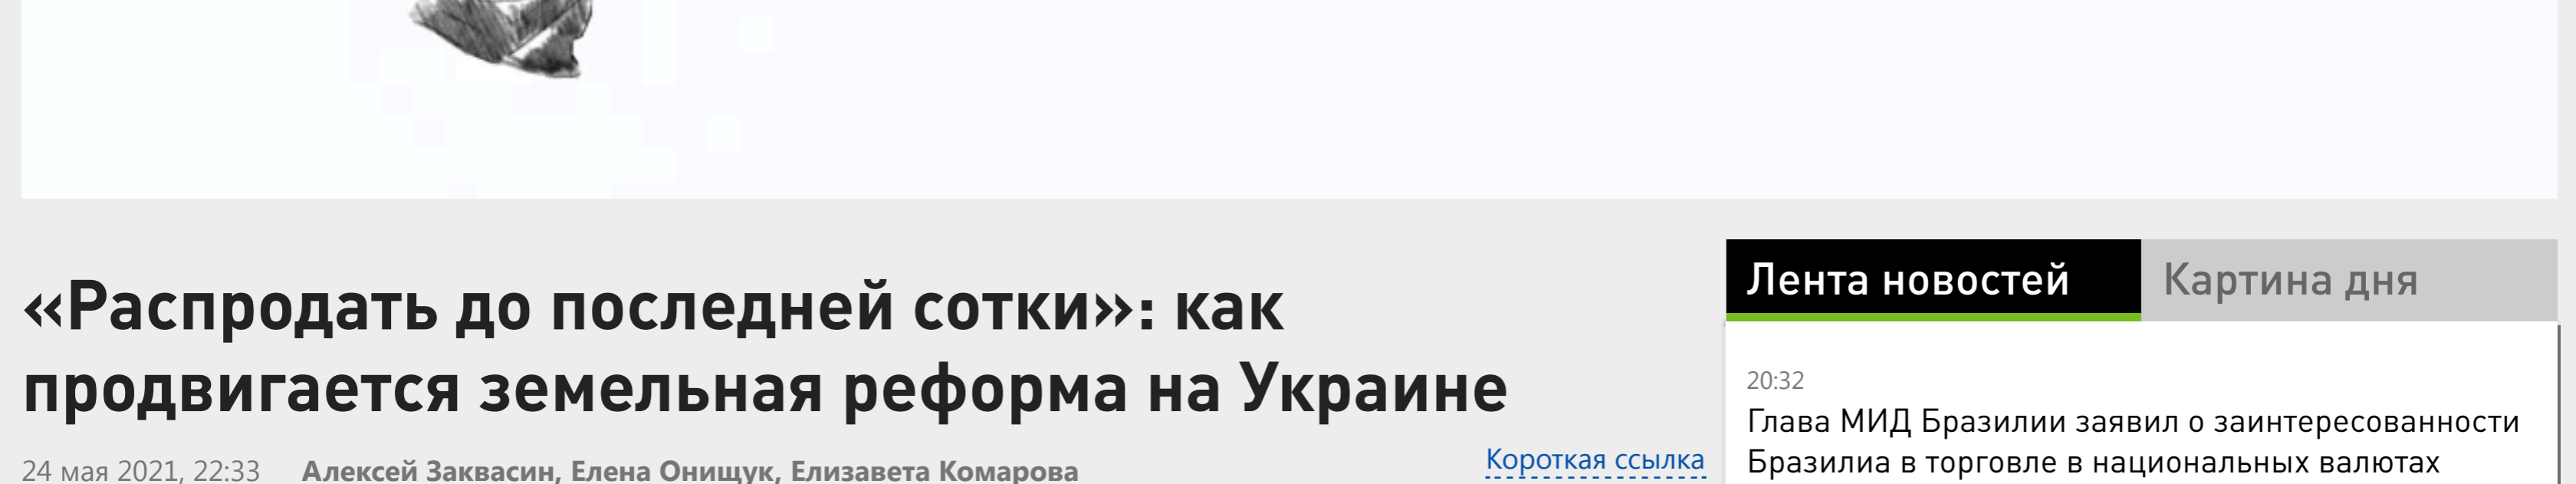 «Распродать до последней сотки»: как
продвигается земельная реформа на Украине
24 мая 2021, 22:33 Алексей Заквасин, Елена Онищук, Елизавета Комарова
Короткая ссылка
Лента новостей
Картина дня
20:32
Глава МИД Бразилии заявил о заинтересованности
Бразилиа в торговле в национальных валютах